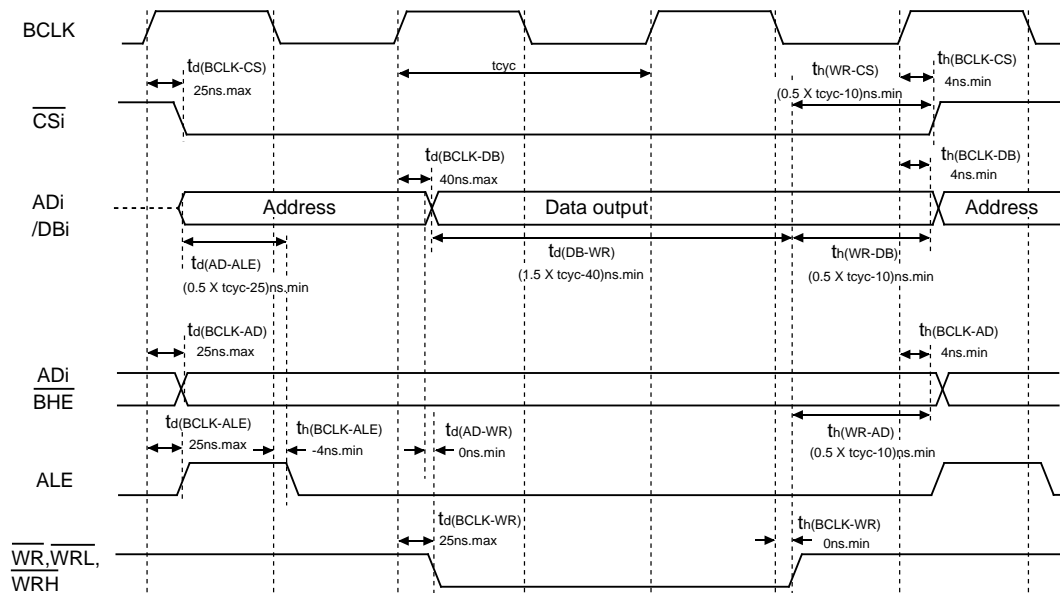 BCLK
td(BCLK-CS)
25ns.max
tcyc
th(WR-CS)
(0.5 X tcyc-10)ns.min
th(BCLK-CS)
4ns.min
CSi
td(BCLK-DB)
40ns.max
th(BCLK-DB)
4ns.min
ADi
/DBi
Address
Data output
Address
td(AD-ALE)
(0.5 X tcyc-25)ns.min
td(DB-WR)
(1.5 X tcyc-40)ns.min
th(WR-DB)
(0.5 X tcyc-10)ns.min
td(BCLK-AD)
25ns.max
th(BCLK-AD)
4ns.min
ADi
BHE
td(BCLK-ALE)
25ns.max
th(BCLK-ALE)
-4ns.min
td(AD-WR)
0ns.min
th(WR-AD)
(0.5 X tcyc-10)ns.min
ALE
td(BCLK-WR)
25ns.max
th(BCLK-WR)
0ns.min
WR,WRL,
WRH